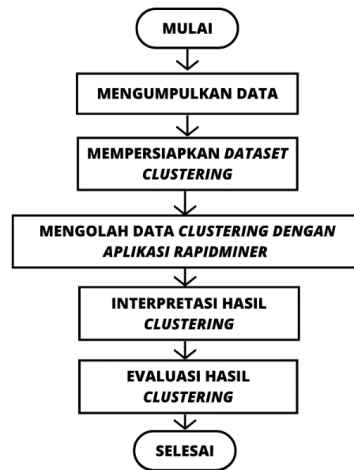 MULAI
MENGUMPULKAN DATA
MEMPERSIAPKAN DATASET
CLUSTERING
MENGOLAH DATA CLUSTERING DENGAN
APLIKASI RAPIDMINER
INTERPRETASI HASIL
CLUSTERING
EVALUASI HASIL
CLUSTERING
SELESAI